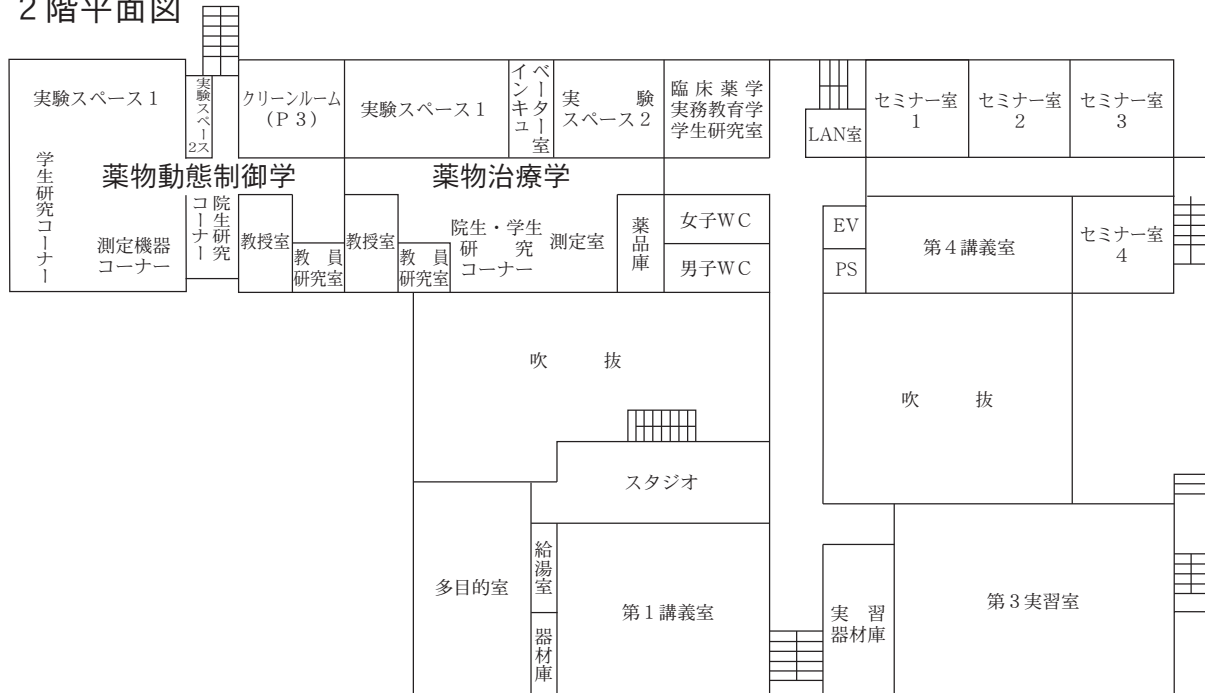 ２階平面図
実験スペース１
実験スペース2
クリーンルーム
（Ｐ３）
実験スペース１
インキュ
ベーター室
実　験
スペース２
臨床薬学
実務教育学
学生研究室
LAN室
セミナー室
1
セミナー室
2
セミナー室
3
薬物動態制御学
薬物治療学
学生研究コーナー
測定機器
コーナー
院生研究
コーナー
教授室
教　員
研究室
教授室
教　員
研究室
院生・学生
研　究
コーナー
測定室
薬品庫
女子ＷＣ
男子ＷＣ
EV
PS
第４講義室
セミナー室
4
吹　抜
吹　抜
スタジオ
多目的室
給湯室
器材庫
第１講義室
実　習
器材庫
第３実習室